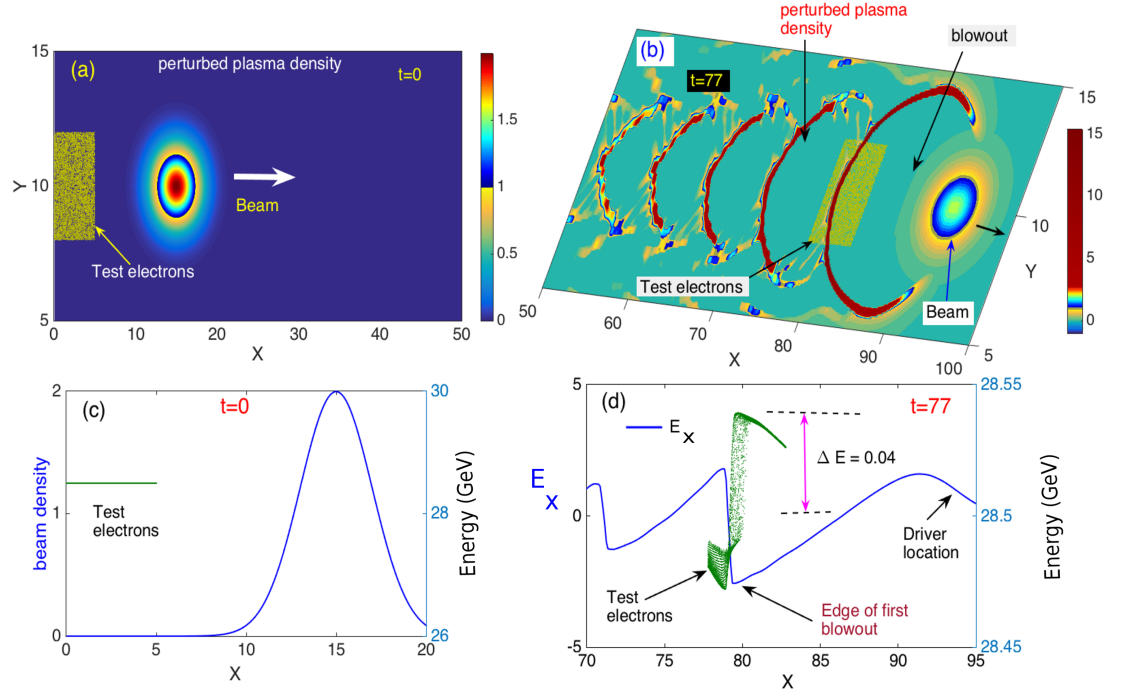 (a)
perturbed plasma density
t=0
Beam
Test electrons
15
10
5
Y
0
10
20
30
40
50
X
1.5
1
0.5
0
perturbed plasma
density
(b)
blowout
t=77
Test electrons
Beam
50
60
70
80
90
100
X
5
10
15
Y
15
10
5
0
(c)
t=0
2
1
0
beam density
Test
electrons
30
28
26
Energy (GeV)
0
5
10
15
20
X
(d)
t=77
E x
Δ E = 0.04
5
0
-5
E x
Driver
location
Test
electrons
Edge of first
blowout
28.55
28.5
28.45
Energy (GeV)
70
75
80
85
90
95
X